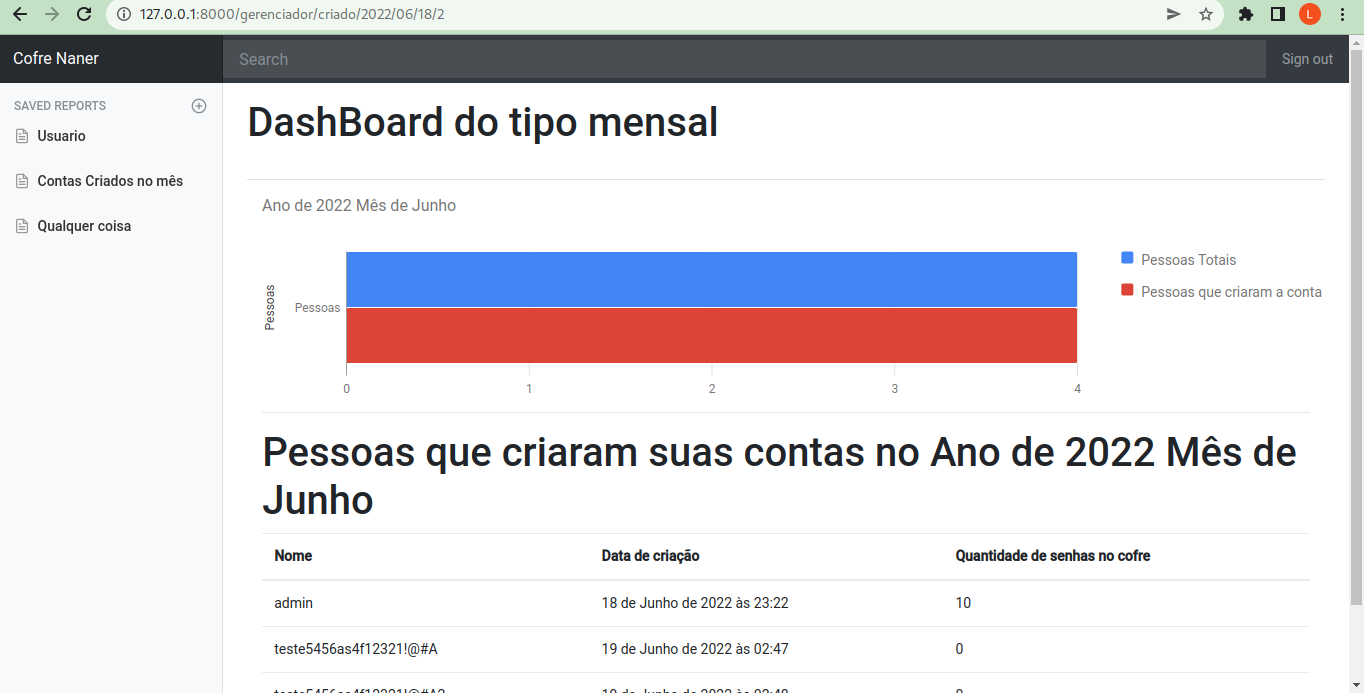 127.0.0.1:8000/gerenciador/criado/2022/06/18/2
L
Cofre Naner
Search
Sign out
SAVED REPORTS
Usuario
Contas Criados no mês
Qualquer coisa
DashBoard do tipo mensal
Ano de 2022 Mês de Junho
Pessoas
Pessoas
Pessoas Totais
Pessoas que criaram a conta
0 1 2 3 4
Pessoas que criaram suas contas no Ano de 2022 Mês de
Junho
Nome Data de criação Quantidade de senhas no cofre
admin 18 de Junho de 2022 às 23:22 10
teste5456as4f12321!@#A 19 de Junho de 2022 às 02:47 0